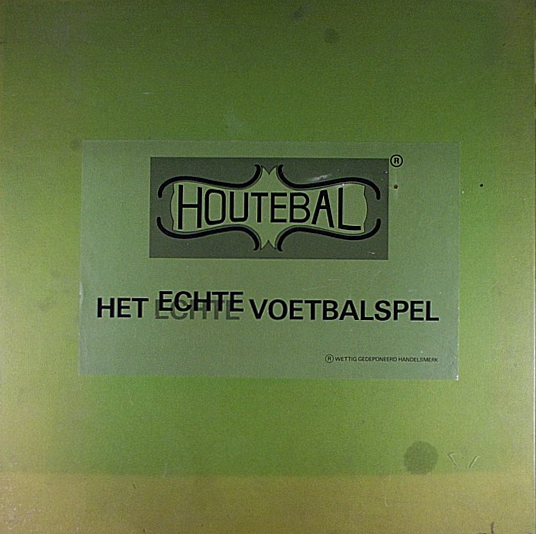 HOUTEBAL ®
HET ECHTE VOETBALSPEL
® WETTIG GEDEPONEERD HANDELSMERK